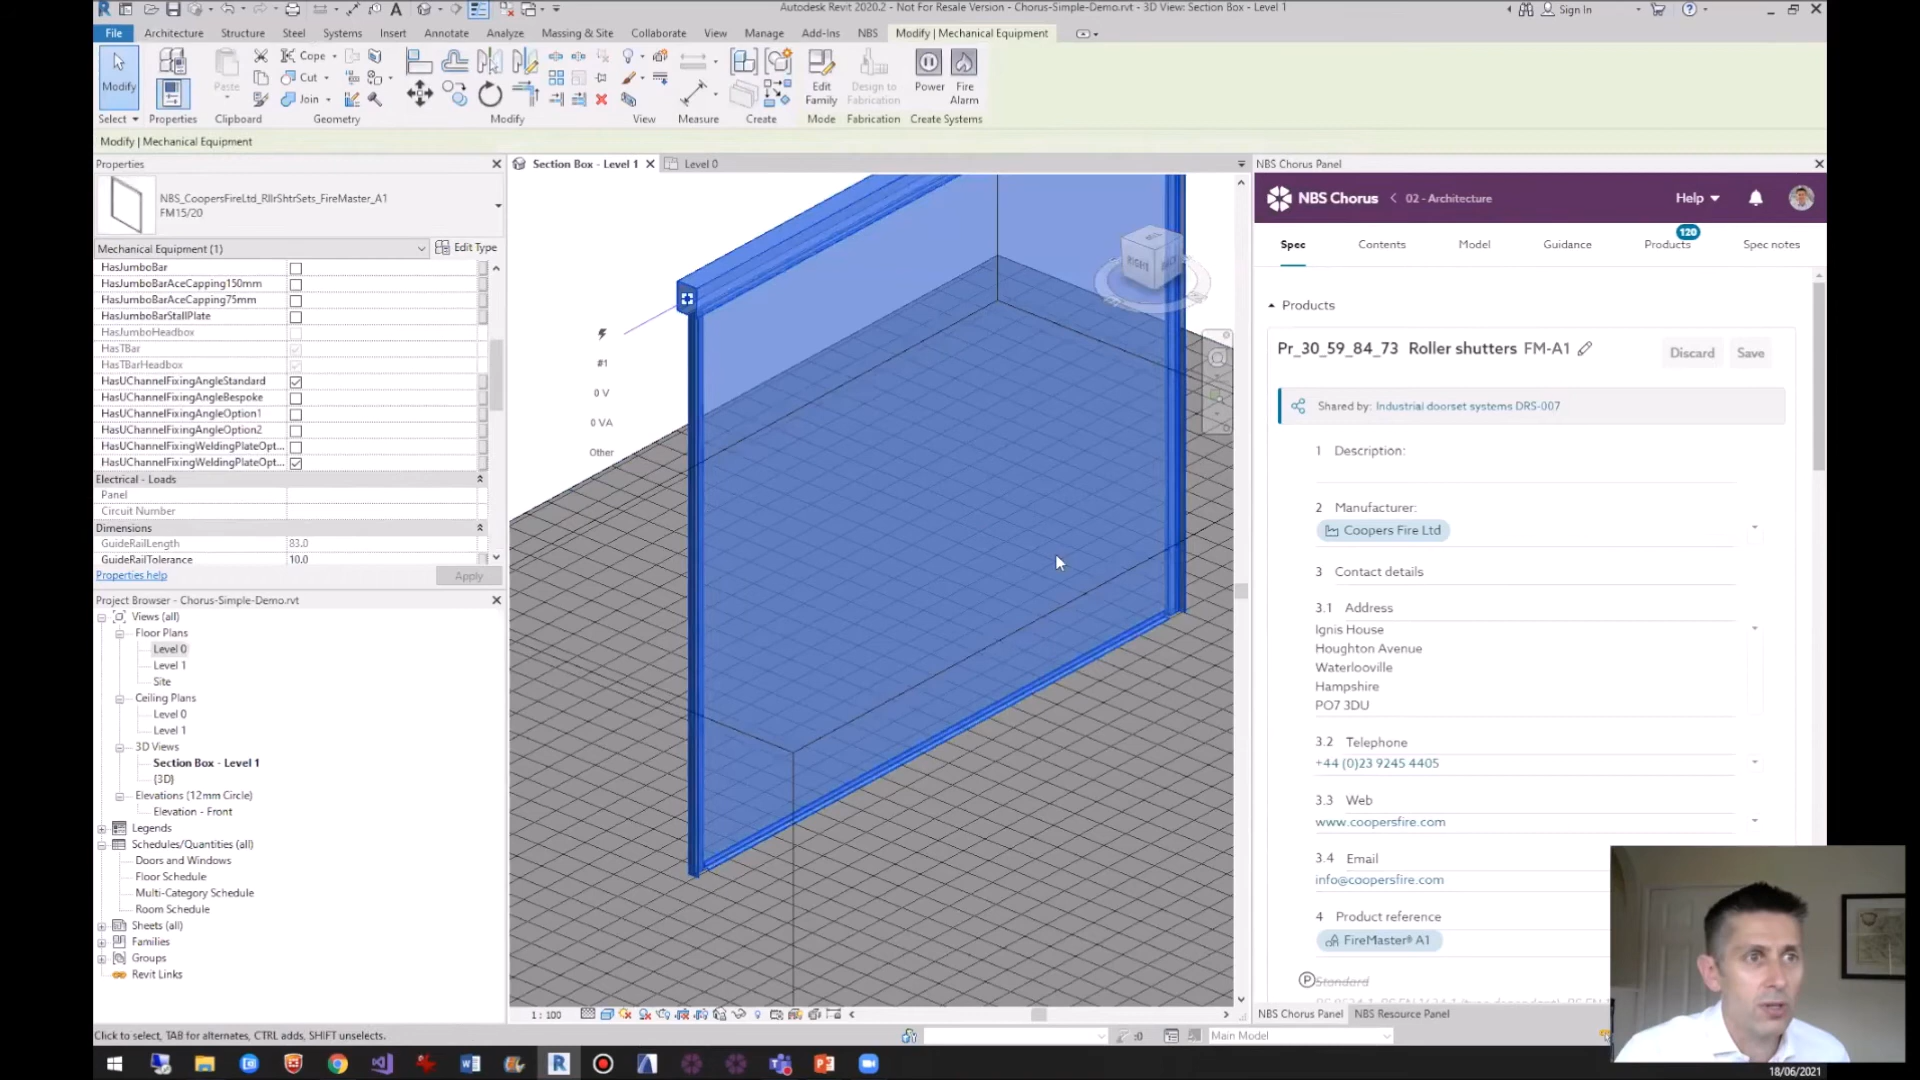 Autodesk Revit 2020.2 - Not For Resale Version - Chorus-Simple-Demo.rvt - 3D View: Section Box - Level 1
Sign In
File Architecture Structure Steel Systems Insert Annotate Analyze Massing & Site Collaborate View Manage Add-Ins NBS Modify | Mechanical Equipment
Modify
Paste
Cope
Cut
Join
Edit Family
Design to Fabrication
Power
Fire Alarm
Select Properties Clipboard Geometry Modify View Measure Create Mode Fabrication Create Systems
Modify | Mechanical Equipment
Properties
NBS_CoopersFireLtd_RllrShtrSets_FireMaster_A1
FM15/20
Mechanical Equipment (1)
Edit Type
HasJumboBar
HasJumboBarAceCapping150mm
HasJumboBarAceCapping75mm
HasJumboBarStallPlate
HasJumboHeadbox
HasTBar
HasTBarHeadbox
HasUChannelFixingAngleStandard
HasUChannelFixingAngleBespoke
HasUChannelFixingAngleOption1
HasUChannelFixingAngleOption2
HasUChannelFixingWeldingPlateOpt...
HasUChannelFixingWeldingPlateOpt...
Electrical - Loads
Panel
Circuit Number
Dimensions
GuideRailLength 83.0
GuideRailTolerance 10.0
Properties help
Apply
Project Browser - Chorus-Simple-Demo.rvt
Views (all)
Floor Plans
Level 0
Level 1
Site
Ceiling Plans
Level 0
Level 1
3D Views
Section Box - Level 1
{3D}
Elevations (12mm Circle)
Elevation - Front
Legends
Schedules/Quantities (all)
Doors and Windows
Floor Schedule
Multi-Category Schedule
Room Schedule
Sheets (all)
Families
Groups
Revit Links
Section Box - Level 1
Level 0
RIGHT
BACK
#1
0 V
0 VA
Other
1 : 100
NBS Chorus Panel
NBS Chorus 02 - Architecture Help
Spec Contents Model Guidance Products 120 Spec notes
Products
Pr_30_59_84_73 Roller shutters FM-A1
Discard Save
Shared by: Industrial doorset systems DRS-007
1 Description:
2 Manufacturer:
Coopers Fire Ltd
3 Contact details
3.1 Address
Ignis House
Houghton Avenue
Waterlooville
Hampshire
PO7 3DU
3.2 Telephone
+44 (0)23 9245 4405
3.3 Web
www.coopersfire.com
3.4 Email
info@coopersfire.com
4 Product reference
FireMaster® A1
P Standard
NBS Chorus Panel NBS Resource Panel
Click to select, TAB for alternates, CTRL adds, SHIFT unselects.
:0
Main Model
18/06/2021